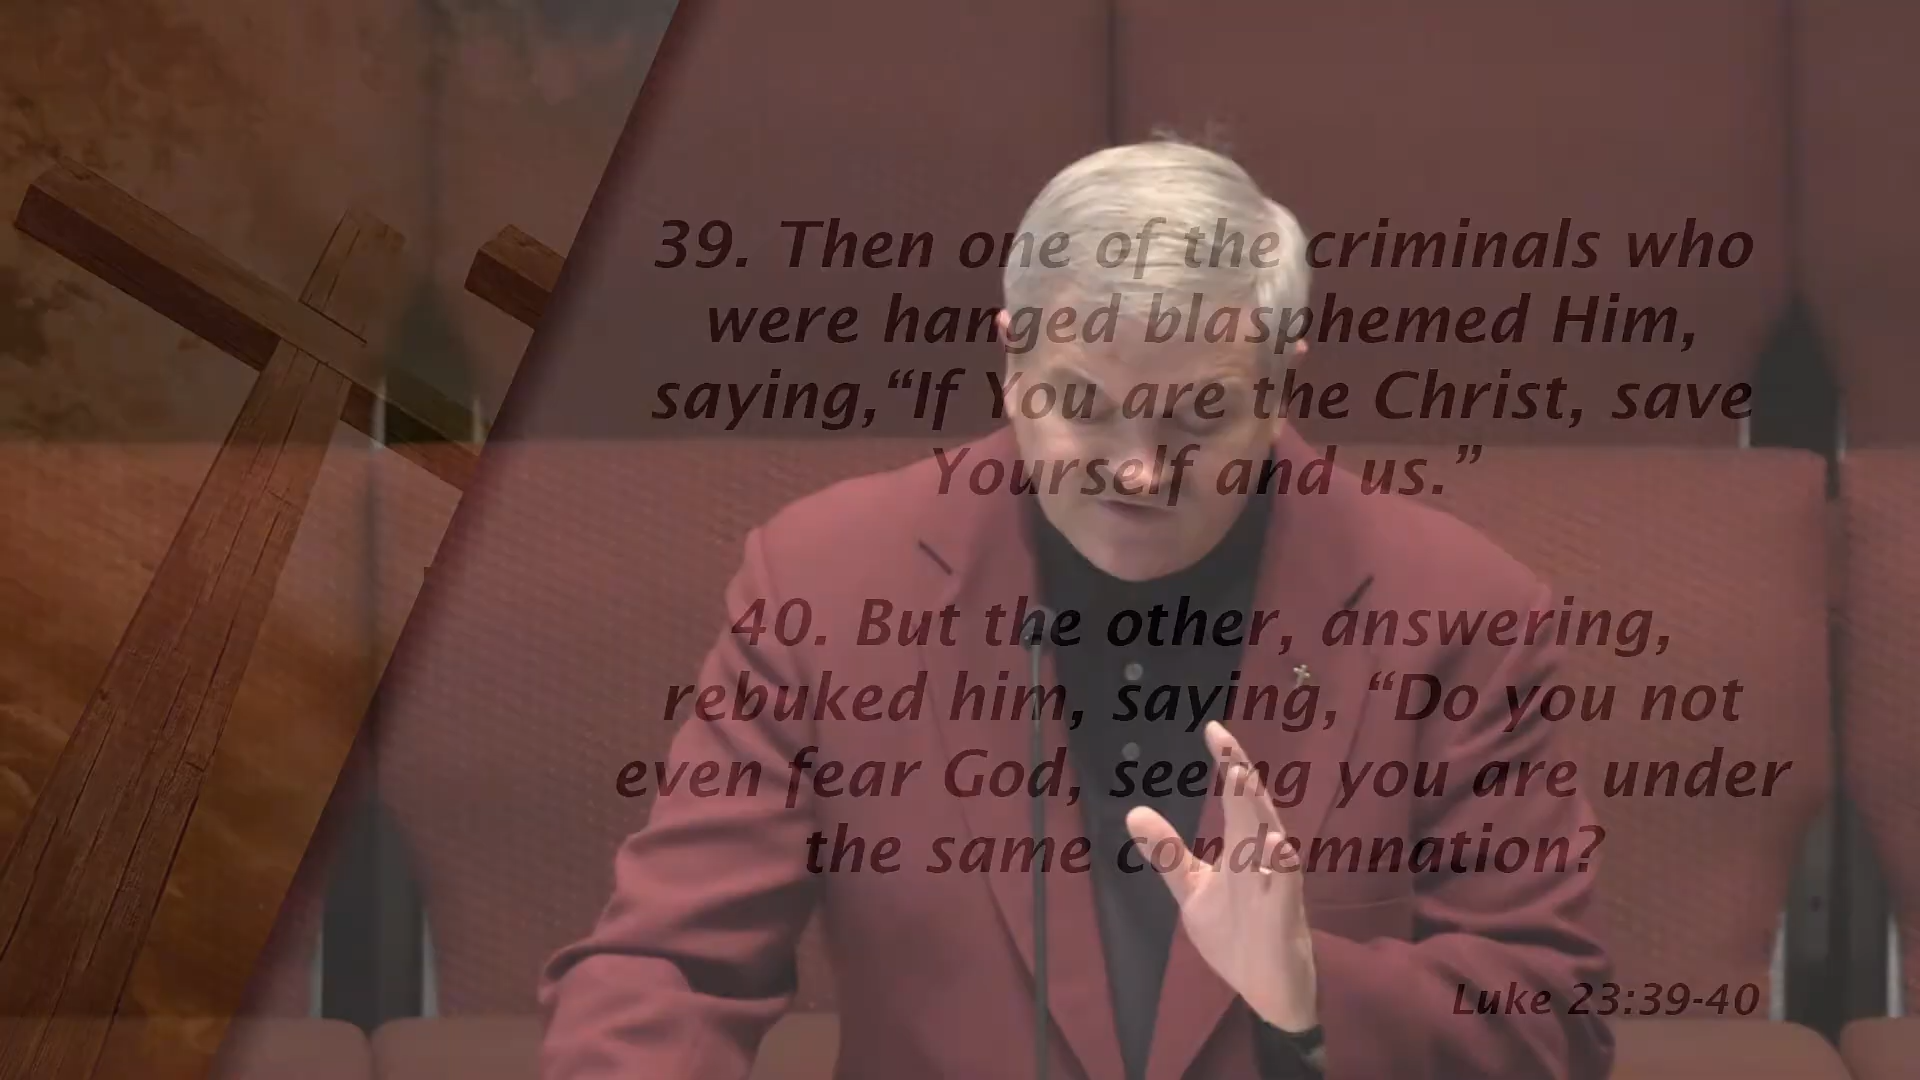 39. Then one of the criminals who
were hanged blasphemed Him,
saying,“If You are the Christ, save
Yourself and us.”
40. But the other, answering,
rebuked him, saying, “Do you not
even fear God, seeing you are under
the same condemnation?
Luke 23:39-40